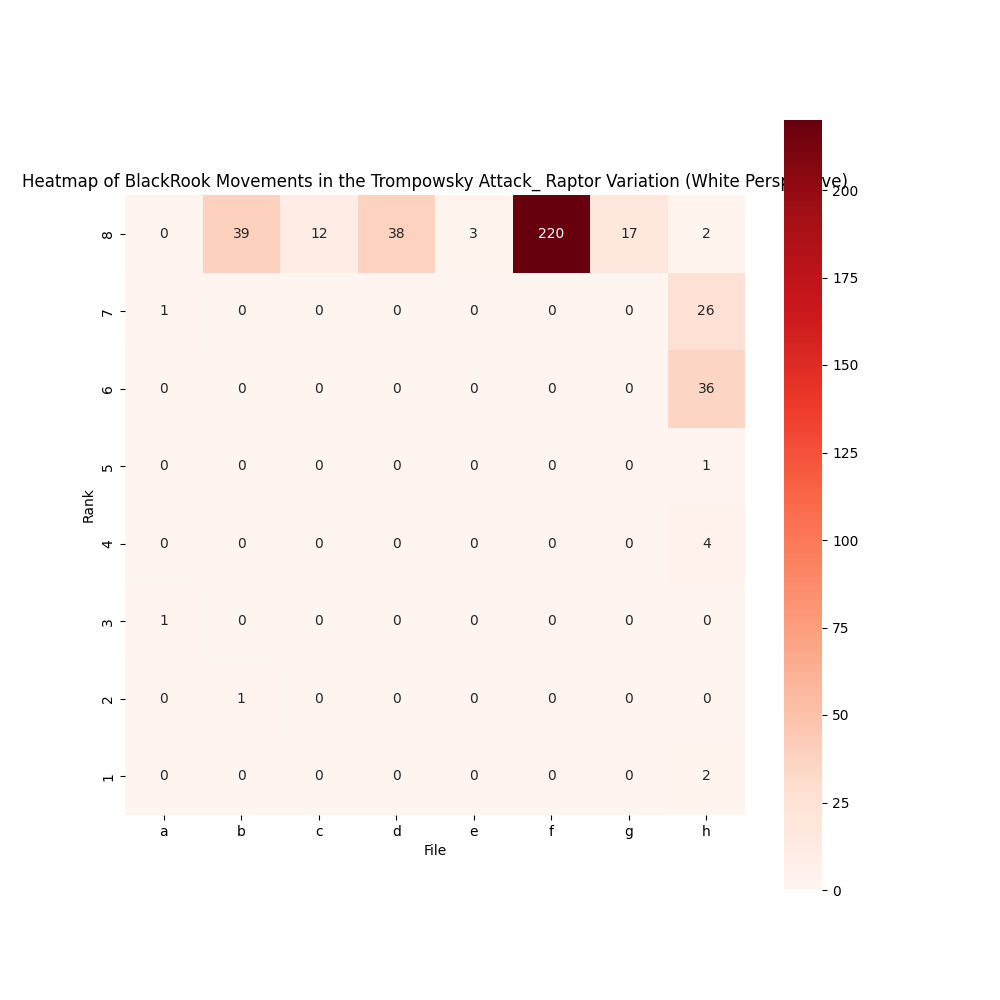 Heatmap of BlackRook Movements in the Trompowsky Attack_ Raptor Variation (White Persp ve)
200
8 0 39 12 38 3 220 17 2
175
7 1 0 0 0 0 0 0 26
150
6 0 0 0 0 0 0 0 36
125
5 0 0 0 0 0 0 0 1
Rank
100
4 0 0 0 0 0 0 0 4
75
3 1 0 0 0 0 0 0 0
50
2 0 1 0 0 0 0 0 0
25
1 0 0 0 0 0 0 0 2
a b c d e f g h
File
0